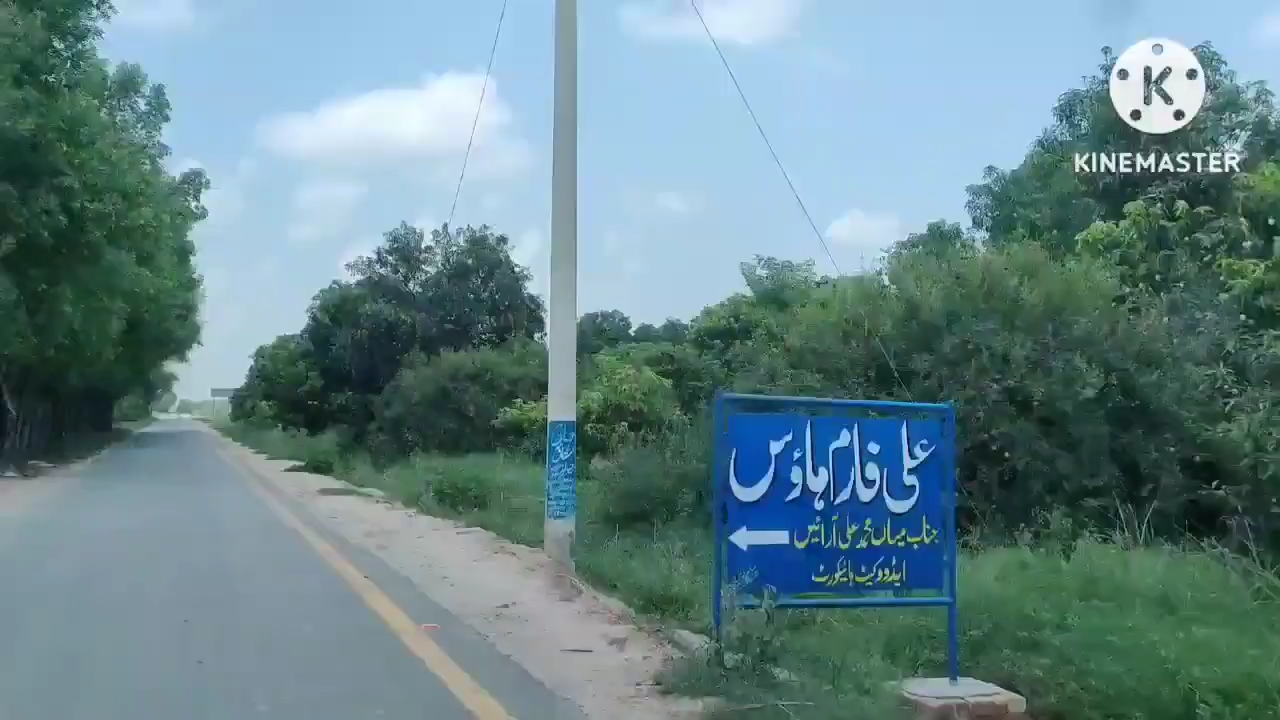 K
KINEMASTER
علی فارم ہاؤس
جناب میاں محمد علی آرائیں
ایڈووکیٹ ہائیکورٹ